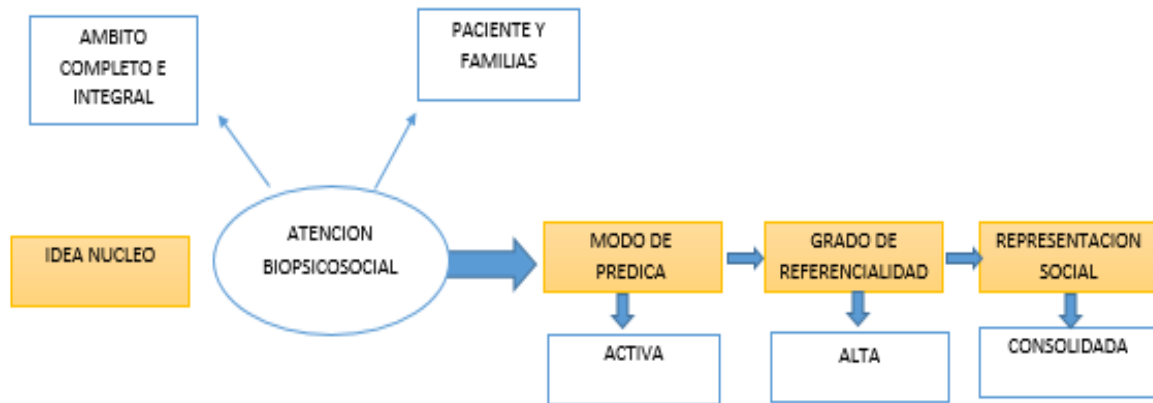 AMBITO
COMPLETO E
INTEGRAL
PACIENTE Y
FAMILIAS
IDEA NUCLEO
ATENCION
BIOPSICOSOCIAL
MODO DE
PREDICA
GRADO DE
REFERENCIALIDAD
REPRESENTACION
SOCIAL
ACTIVA
ALTA
CONSOLIDADA